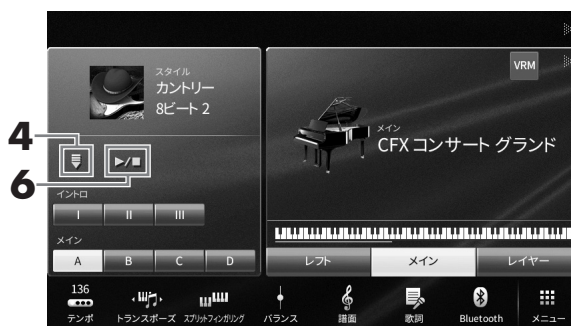 スタイル
カントリー
8ビート 2
4
6
イントロ
I II III
メイン
A B C D
VRM
メイン
CFX コンサート グランド
レフト メイン レイヤー
136
テンポ トランスポーズ スプリットフィンガリング バランス 譜面 歌詞 Bluetooth メニュー